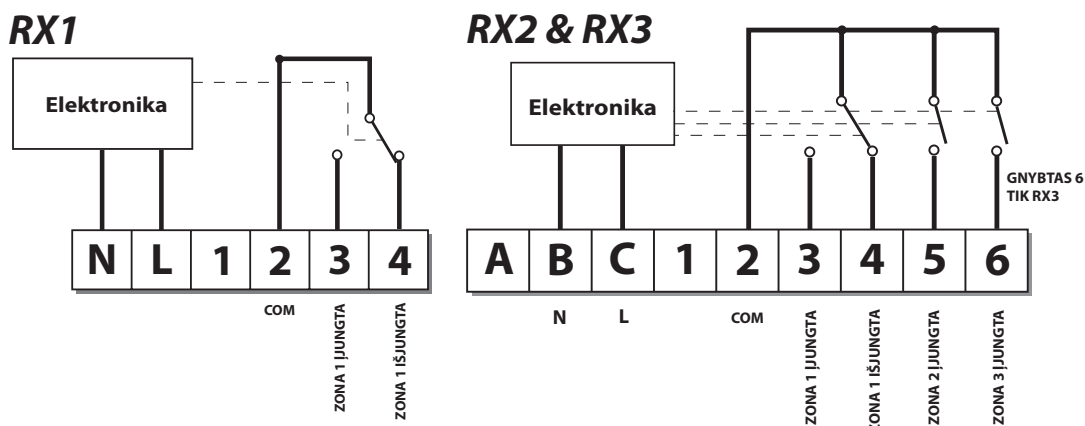 RX1
Elektronika
N L 1 2 3 4
COM
ZONA 1 ĮJUNGTA
ZONA 1 IŠJUNGTA
RX2 & RX3
Elektronika
GNYBTAS 6
TIK RX3
A B C 1 2 3 4 5 6
N L COM
ZONA 1 ĮJUNGTA
ZONA 1 IŠJUNGTA
ZONA 2 ĮJUNGTA
ZONA 3 ĮJUNGTA